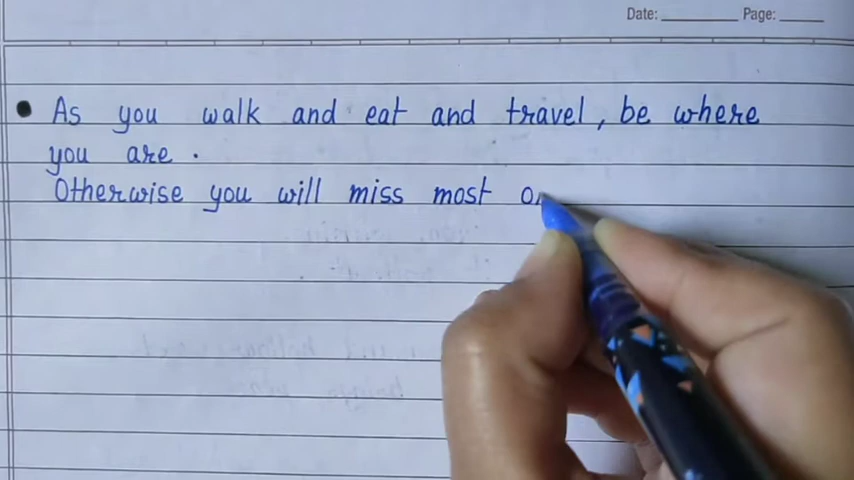 Date: Page:
As you walk and eat and travel, be where
you are.
Otherwise you will miss most